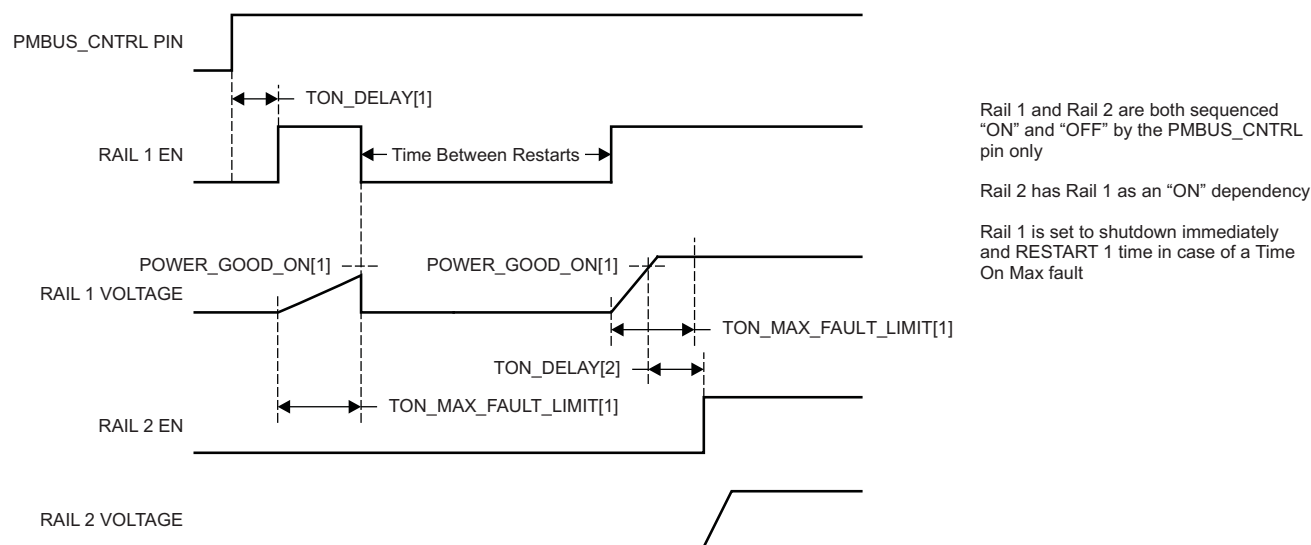 PMBUS_CNTRL PIN
TON_DELAY[1]
RAIL 1 EN
Time Between Restarts
POWER_GOOD_ON[1]
POWER_GOOD_ON[1]
RAIL 1 VOLTAGE
TON_MAX_FAULT_LIMIT[1]
TON_DELAY[2]
TON_MAX_FAULT_LIMIT[1]
RAIL 2 EN
RAIL 2 VOLTAGE
Rail 1 and Rail 2 are both sequenced
“ON” and “OFF” by the PMBUS_CNTRL
pin only
Rail 2 has Rail 1 as an “ON” dependency
Rail 1 is set to shutdown immediately
and RESTART 1 time in case of a Time
On Max fault